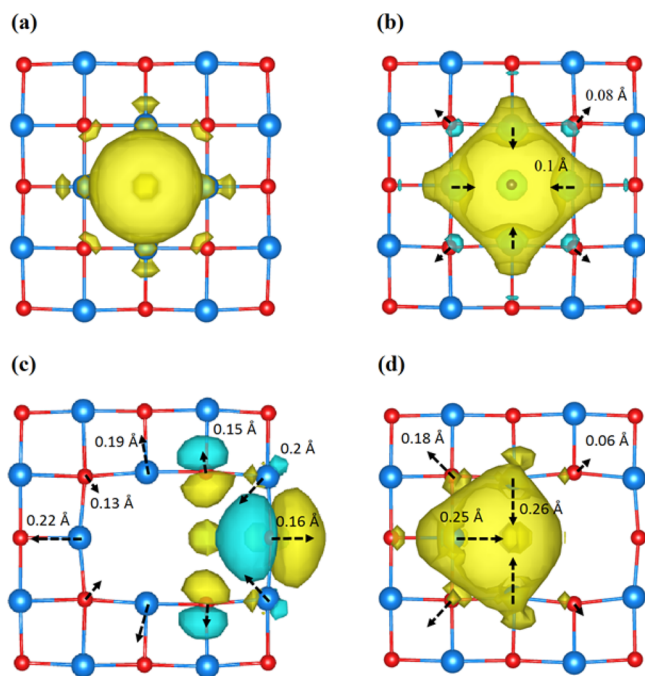 (a)
(b)
0.08 Å
0.1 Å
(c)
(d)
0.19 Å
0.15 Å
0.2 Å
0.13 Å
0.22 Å
0.16 Å
0.18 Å
0.06 Å
0.25 Å
0.26 Å